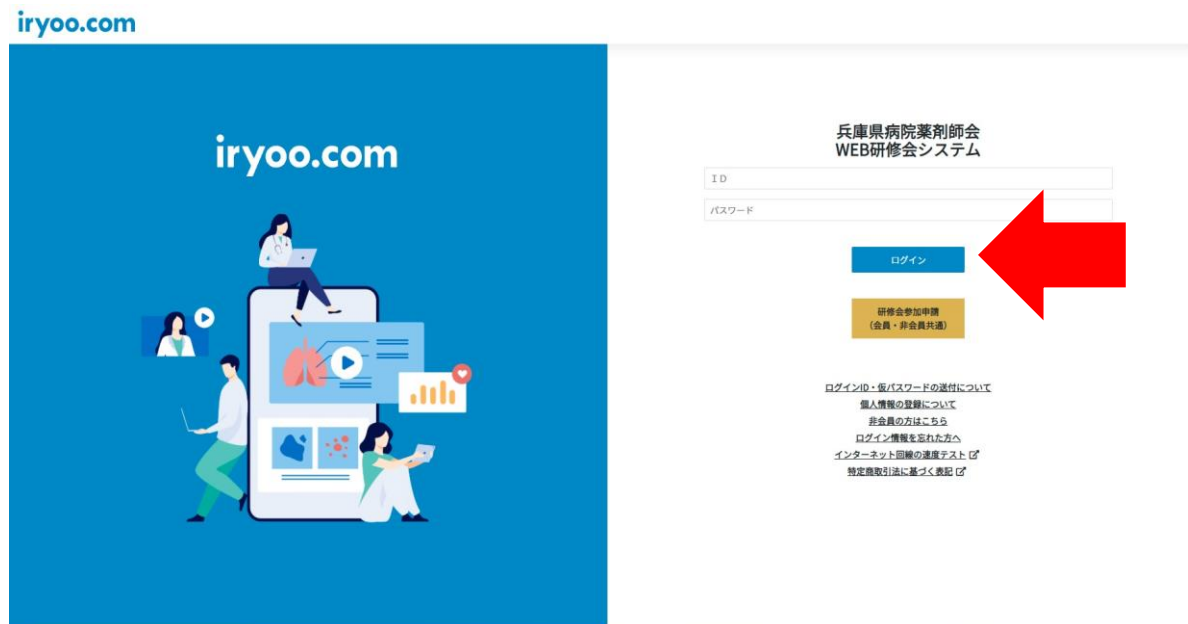 iryoo.com
iryoo.com
兵庫県病院薬剤師会
WEB研修会システム
ＩＤ
パスワード
ログイン
研修会参加申請
（会員・非会員共通）
ログインID・仮パスワードの送付について
個人情報の登録について
非会員の方はこちら
ログイン情報を忘れた方へ
インターネット回線の速度テスト
特定商取引法に基づく表記